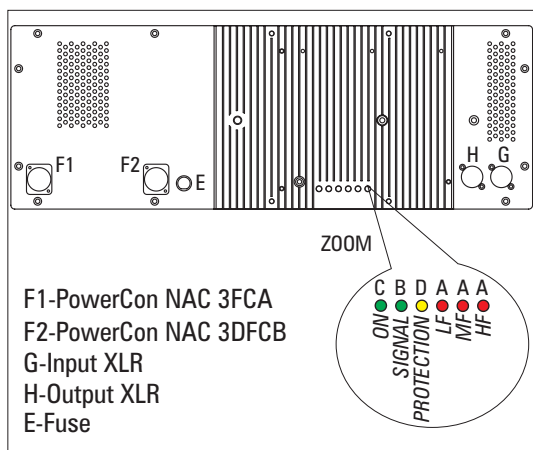 F1
F2
E
H G
ZOOM
C B D A A A
ON
SIGNAL
PROTECTION
LF
MF
HF
F1-PowerCon NAC 3FCA
F2-PowerCon NAC 3DFCB
G-Input XLR
H-Output XLR
E-Fuse